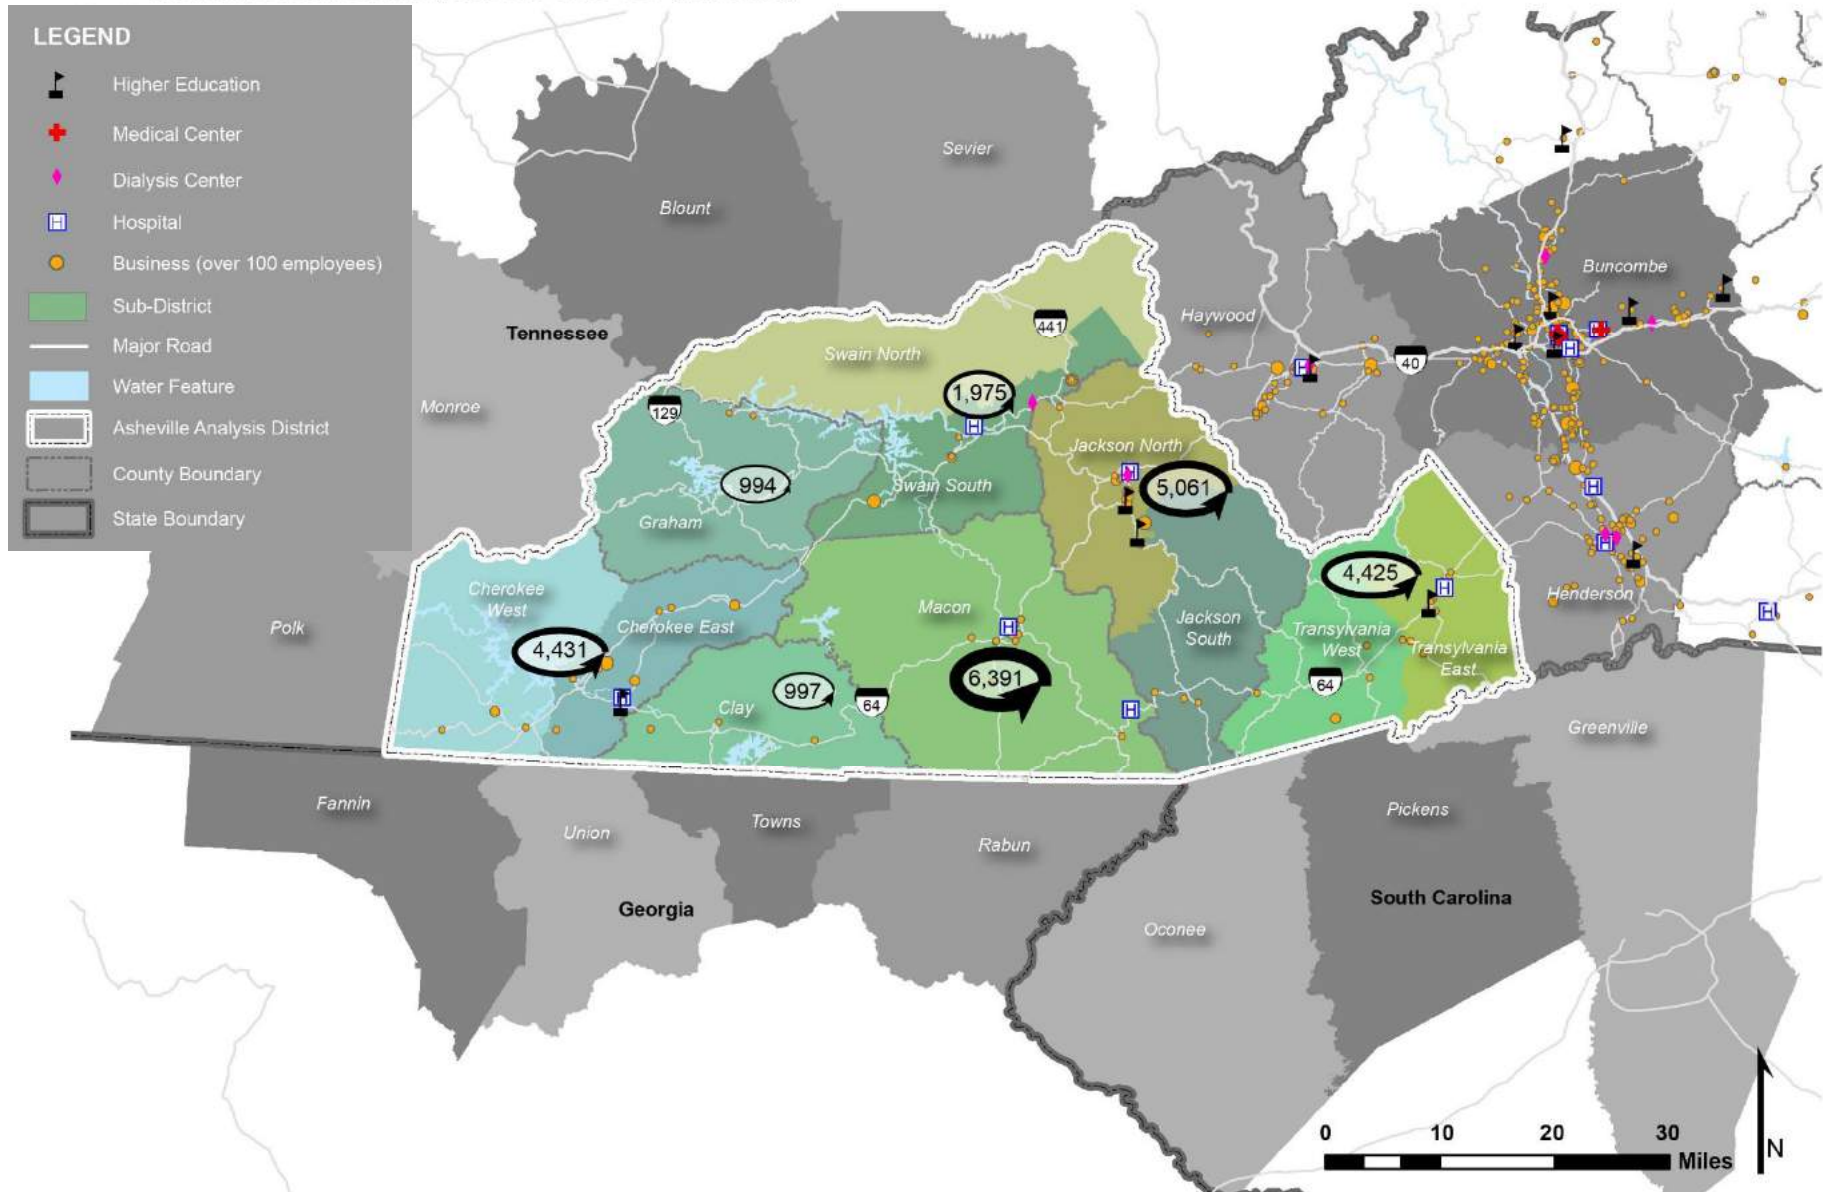 LEGEND
Higher Education
Medical Center
Dialysis Center
H
Hospital
Business (over 100 employees)
Sub-District
Major Road
Water Feature
Asheville Analysis District
County Boundary
State Boundary
Sevier
Blount
Buncombe
Haywood
441
Tennessee
Swain North
40
1,975
129
Monroe
H
H
H
H
H
Jackson North
H
994
5,061
Swain South
H
Graham
H
4,425
Cherokee
West
H
Henderson
Macon
H
Jackson
South
Polk
Cherokee East
H
Transylvania
West
4,431
Transylvania
East
6,391
997
64
64
H
Clay
H
Greenville
Fannin
Union
Towns
Pickens
Rabun
South Carolina
Georgia
Oconee
0 10 20 30
Miles
N